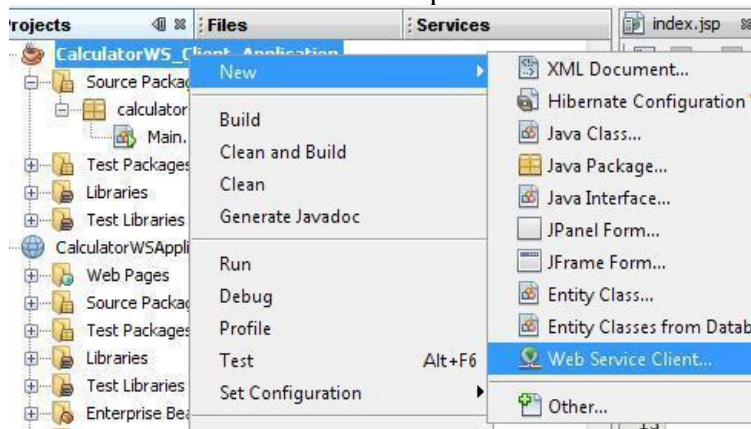 Projects Files Services index.jsp
CalculatorWS_Client_Application
Source Packag
calculator
Main.
Test Packages
Libraries
Test Libraries
CalculatorWSAppli
Web Pages
Source Packag
Test Packages
Libraries
Test Libraries
Enterprise Bea
New
Build
Clean and Build
Clean
Generate Javadoc
Run
Debug
Profile
Test Alt+F6
Set Configuration
XML Document...
Hibernate Configuration
Java Class...
Java Package...
Java Interface...
JPanel Form...
JFrame Form...
Entity Class...
Entity Classes from Datab
Web Service Client...
Other...